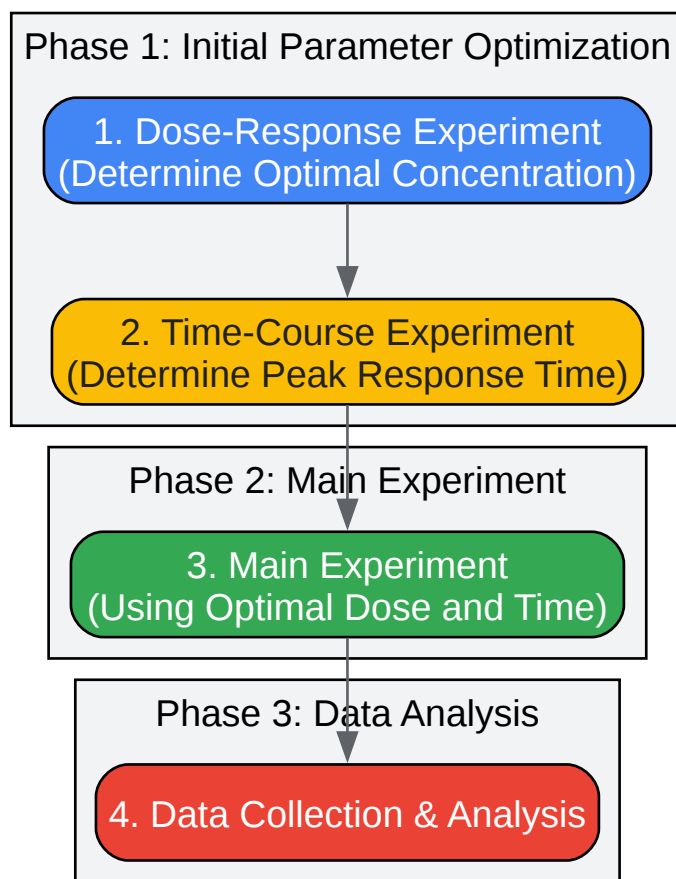 Phase 1: Initial Parameter Optimization
1. Dose-Response Experiment
(Determine Optimal Concentration)
2. Time-Course Experiment
(Determine Peak Response Time)
Phase 2: Main Experiment
3. Main Experiment
(Using Optimal Dose and Time)
Phase 3: Data Analysis
4. Data Collection & Analysis